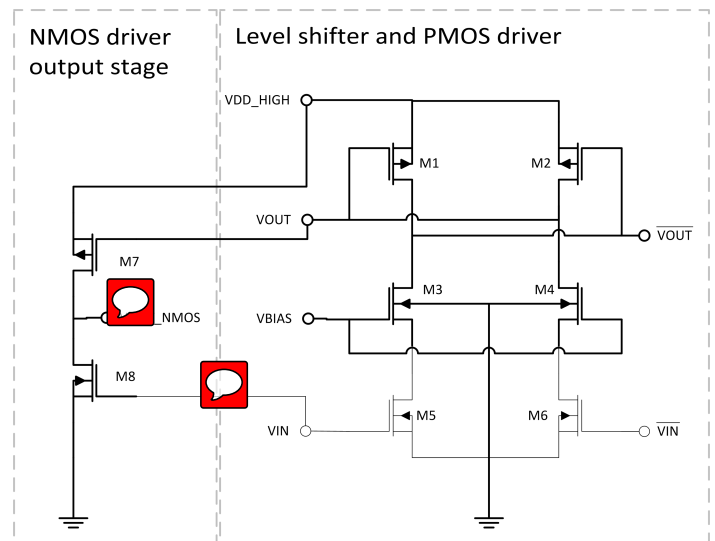 NMOS driver
output stage
Level shifter and PMOS driver
VDD_HIGH
M1
M2
VOUT
VOUT
M7
M3
M4
_NMOS
VBIAS
M8
M5
M6
VIN
VIN